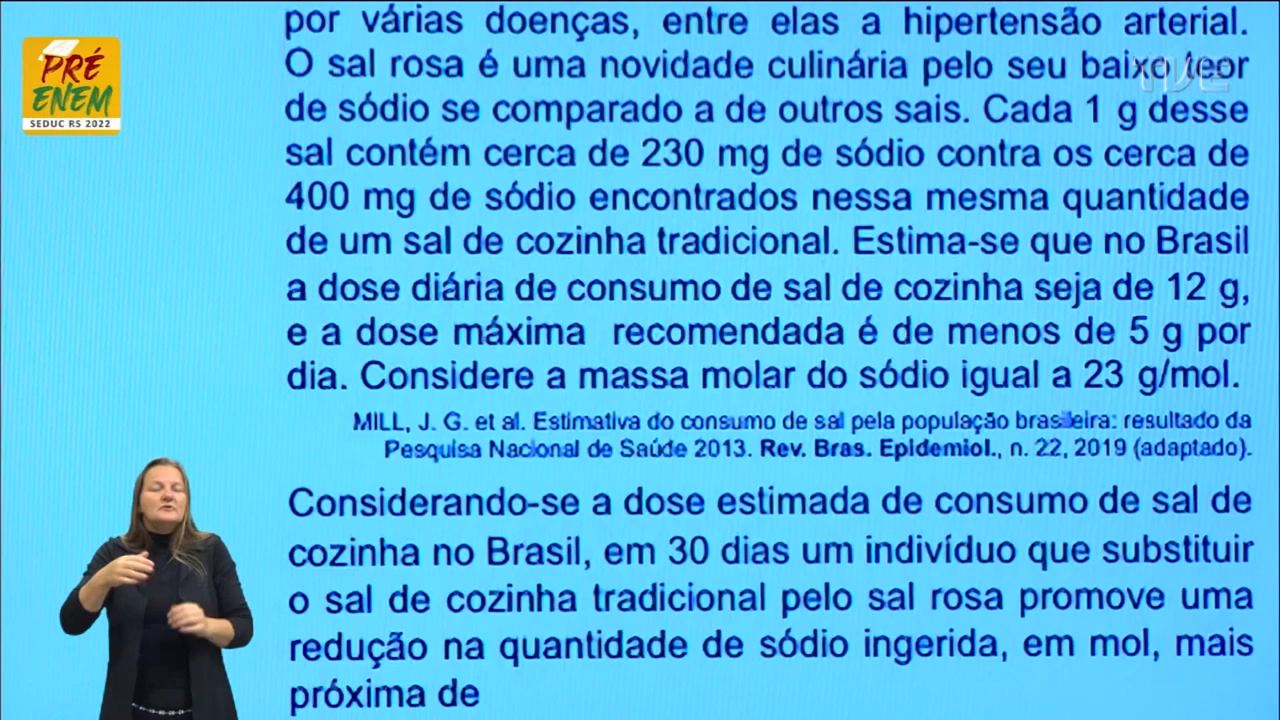 PRÉ
ENEM
SEDUC RS 2022
TVE
por várias doenças, entre elas a hipertensão arterial.
O sal rosa é uma novidade culinária pelo seu baixo teor
de sódio se comparado a de outros sais. Cada 1 g desse
sal contém cerca de 230 mg de sódio contra os cerca de
400 mg de sódio encontrados nessa mesma quantidade
de um sal de cozinha tradicional. Estima-se que no Brasil
a dose diária de consumo de sal de cozinha seja de 12 g,
e a dose máxima recomendada é de menos de 5 g por
dia. Considere a massa molar do sódio igual a 23 g/mol.
MILL, J. G. et al. Estimativa do consumo de sal pela população brasileira: resultado da
Pesquisa Nacional de Saúde 2013. Rev. Bras. Epidemiol., n. 22, 2019 (adaptado).
Considerando-se a dose estimada de consumo de sal de
cozinha no Brasil, em 30 dias um indivíduo que substituir
o sal de cozinha tradicional pelo sal rosa promove uma
redução na quantidade de sódio ingerida, em mol, mais
próxima de